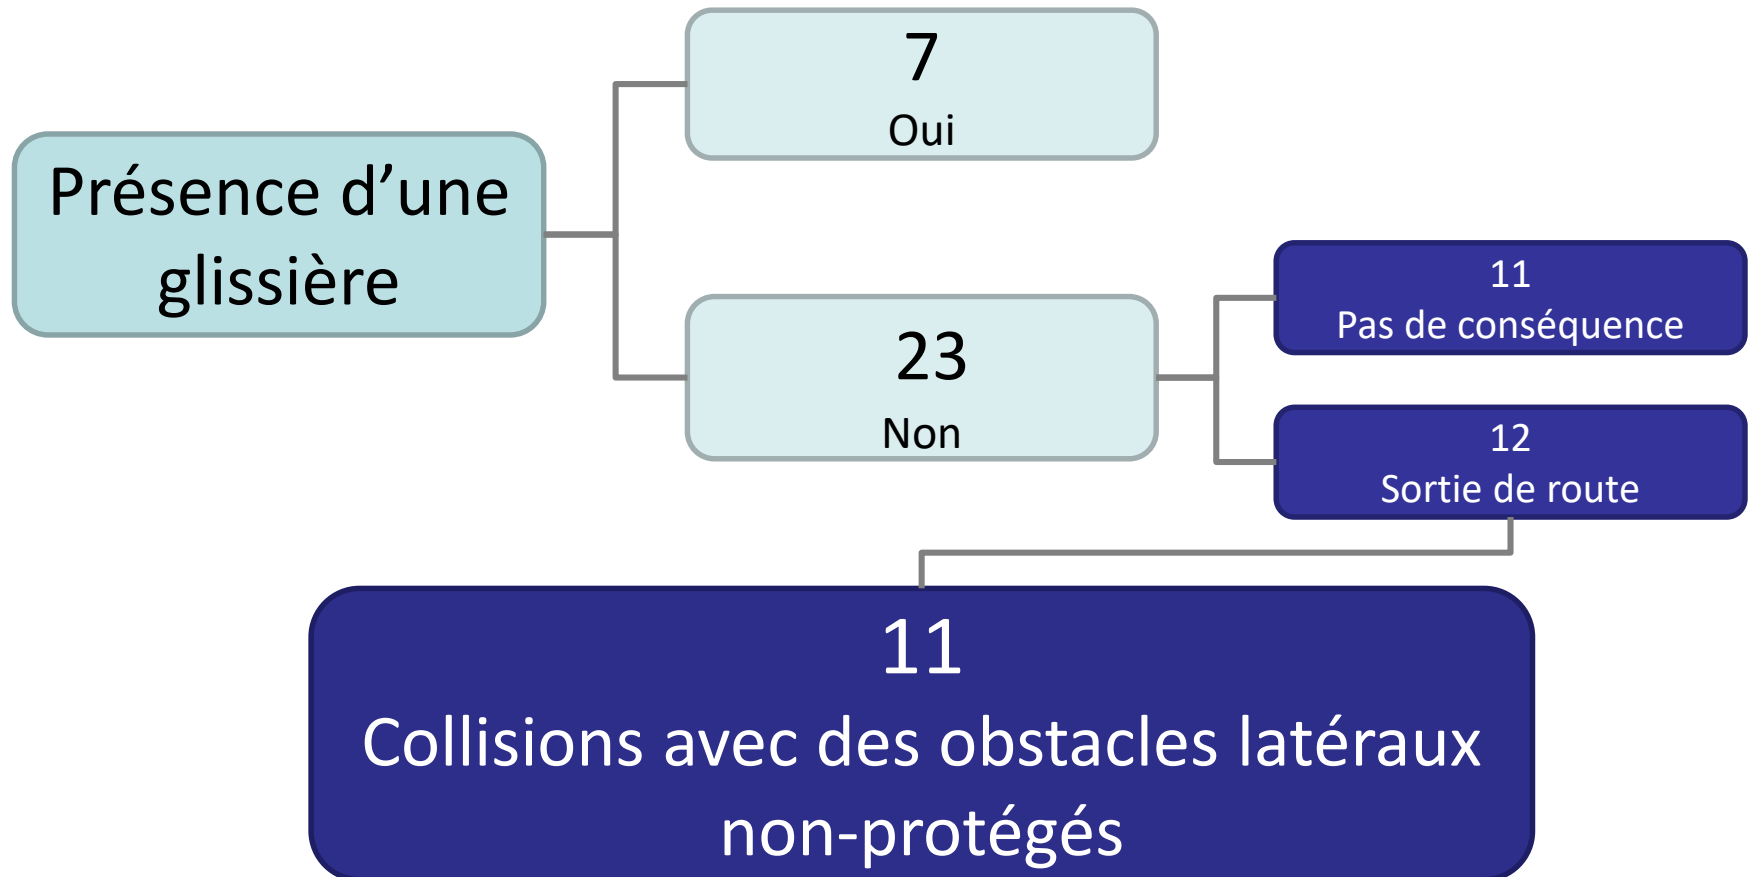 7
Oui
Présence d’une
glissière
23
Non
11
Pas de conséquence
12
Sortie de route
11
Collisions avec des obstacles latéraux
non-protégés